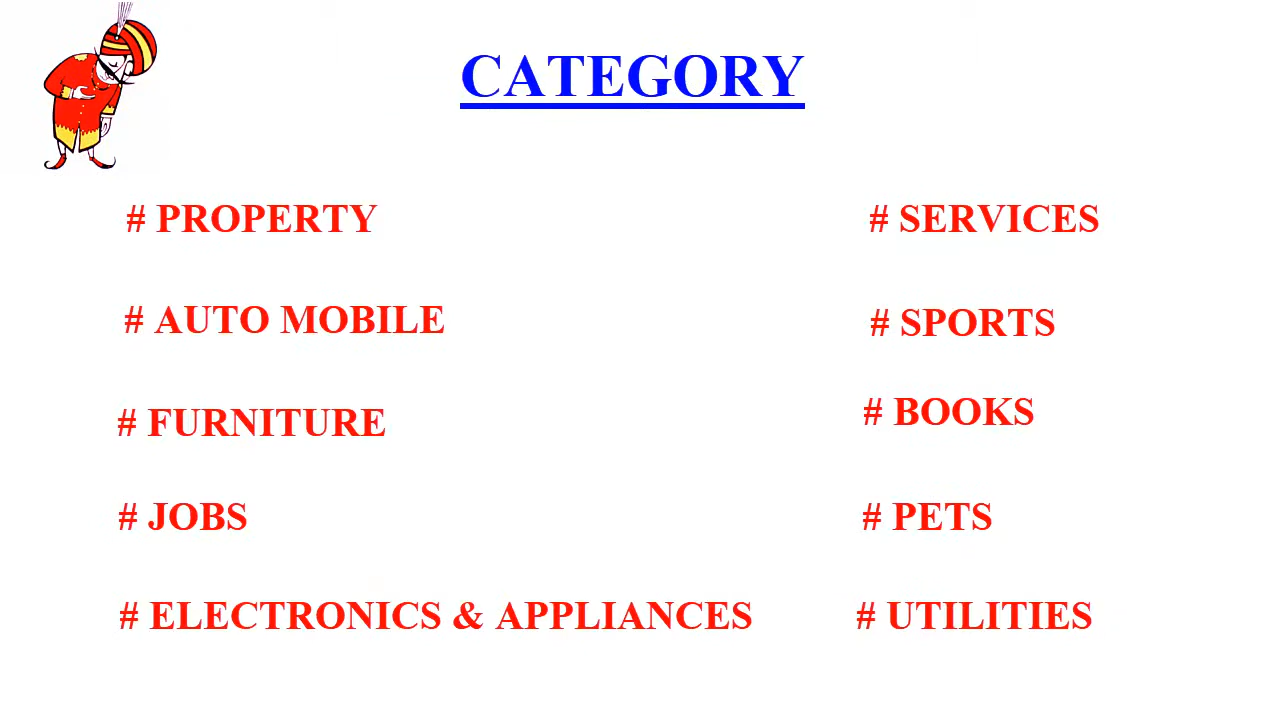 CATEGORY
# PROPERTY
# AUTO MOBILE
# FURNITURE
# JOBS
# ELECTRONICS & APPLIANCES
# SERVICES
# SPORTS
# BOOKS
# PETS
# UTILITIES